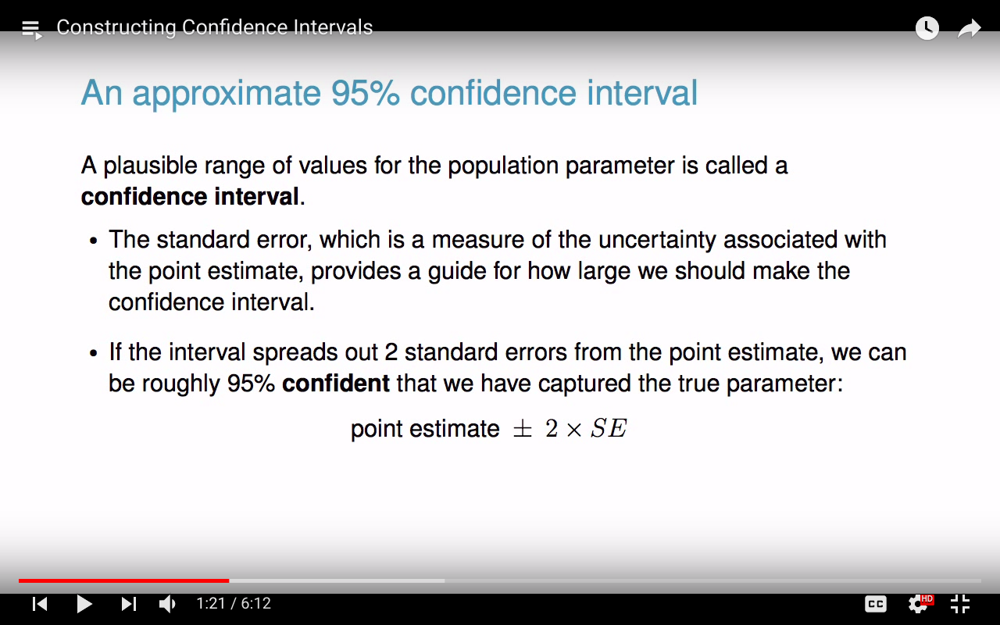 Constructing Confidence Intervals
An approximate 95% confidence interval
A plausible range of values for the population parameter is called a
confidence interval.
• The standard error, which is a measure of the uncertainty associated with
the point estimate, provides a guide for how large we should make the
confidence interval.
• If the interval spreads out 2 standard errors from the point estimate, we can
be roughly 95% confident that we have captured the true parameter:
point estimate ± 2 × SE
1:21 / 6:12
CC
HD